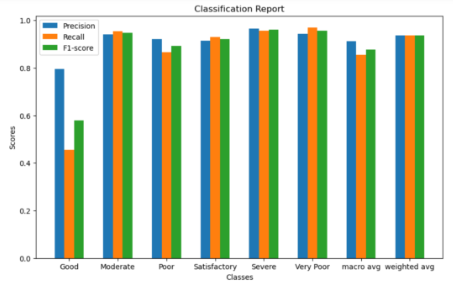 Classification Report
Precision
Recall
F1-score
Scores
1.0
0.8
0.6
0.4
0.2
0.0
Good Moderate Poor Satisfactory Severe Very Poor macro avg weighted avg
Classes